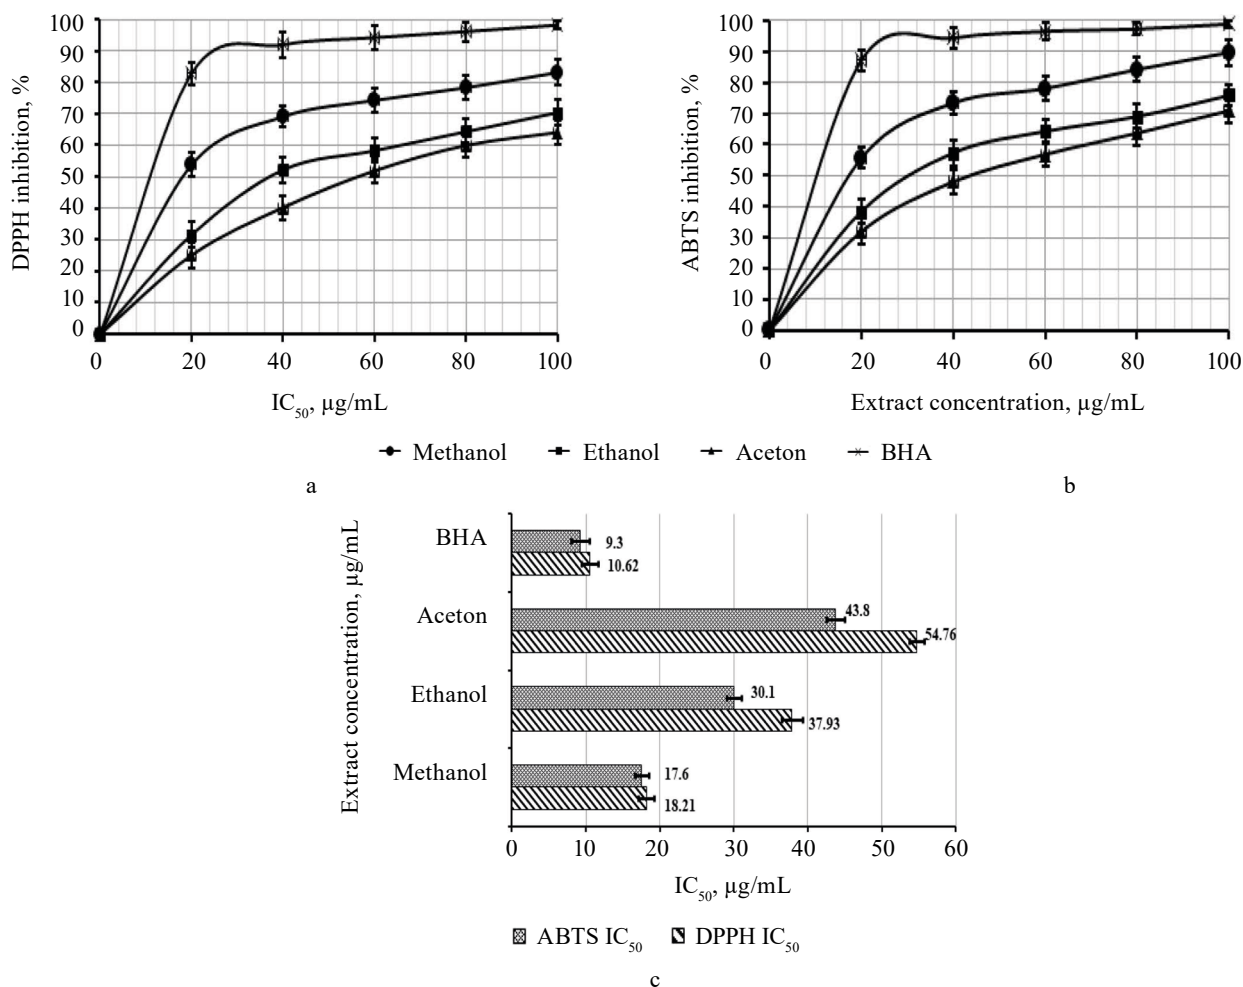 100
90
80
70
60
50
40
30
20
10
0
DPPH inhibition, %
0 20 40 60 80 100
IC50, µg/mL
100
90
80
70
60
50
40
30
20
10
0
ABTS inhibition, %
0 20 40 60 80 100
Extract concentration, µg/mL
Methanol Ethanol Aceton BHA
a
b
Extract concentration, µg/mL
BHA
9.3
10.62
Aceton
43.8
54.76
Ethanol
30.1
37.93
Methanol
17.6
18.21
0 10 20 30 40 50 60
IC50, µg/mL
ABTS IC50 DPPH IC50
c